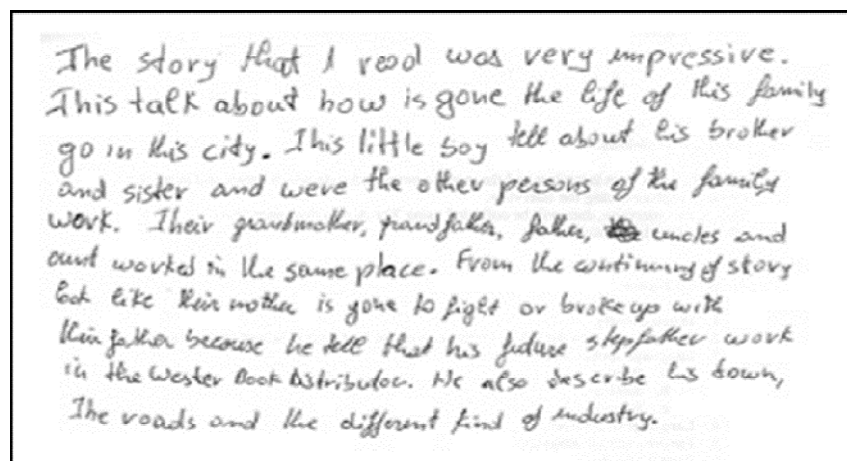 The story that I read was very impressive.
This talk about how is gone the life of this family
go in this city. This little boy tell about his brother
and sister and were the other persons of the family
work. Their grandmother, grandfather, father, uncles and
aunt worked in the same place. From the continuing of story
look like their mother is gone to fight or broke up with
their father because he tell that his future stepfather work
in the Wester Book Distributor. He also describe his town,
The roads and the different kind of industry.